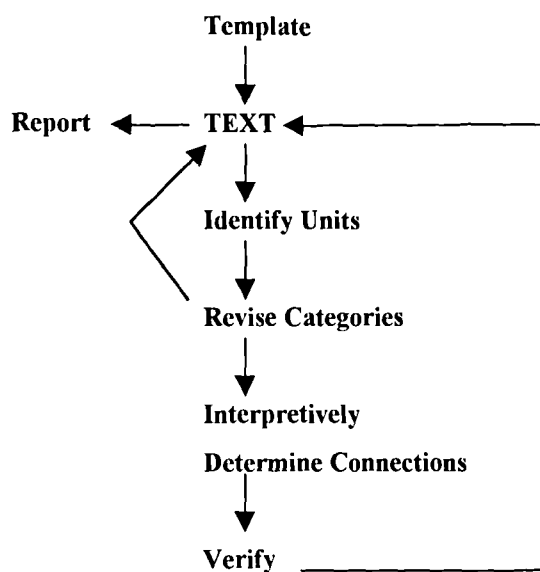 Template
Report
TEXT
Identify Units
Revise Categories
Interpretively
Determine Connections
Verify